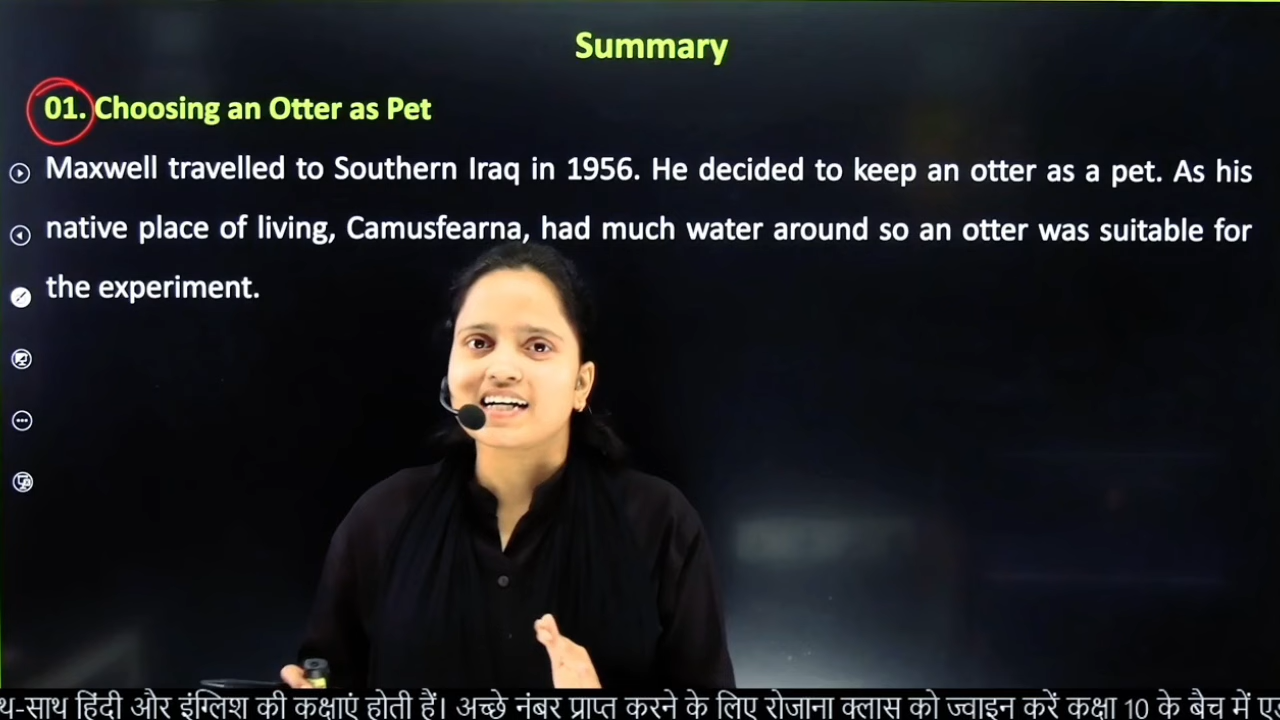 Summary
01. Choosing an Otter as Pet
Maxwell travelled to Southern Iraq in 1956. He decided to keep an otter as a pet. As his
native place of living, Camusfearna, had much water around so an otter was suitable for
the experiment.
साथ हिंदी और इंग्लिश की कक्षाएं होती हैं। अच्छे नंबर प्राप्त करने के लिए रोजाना क्लास को ज्वाइन करें कक्षा 10 के बैच में